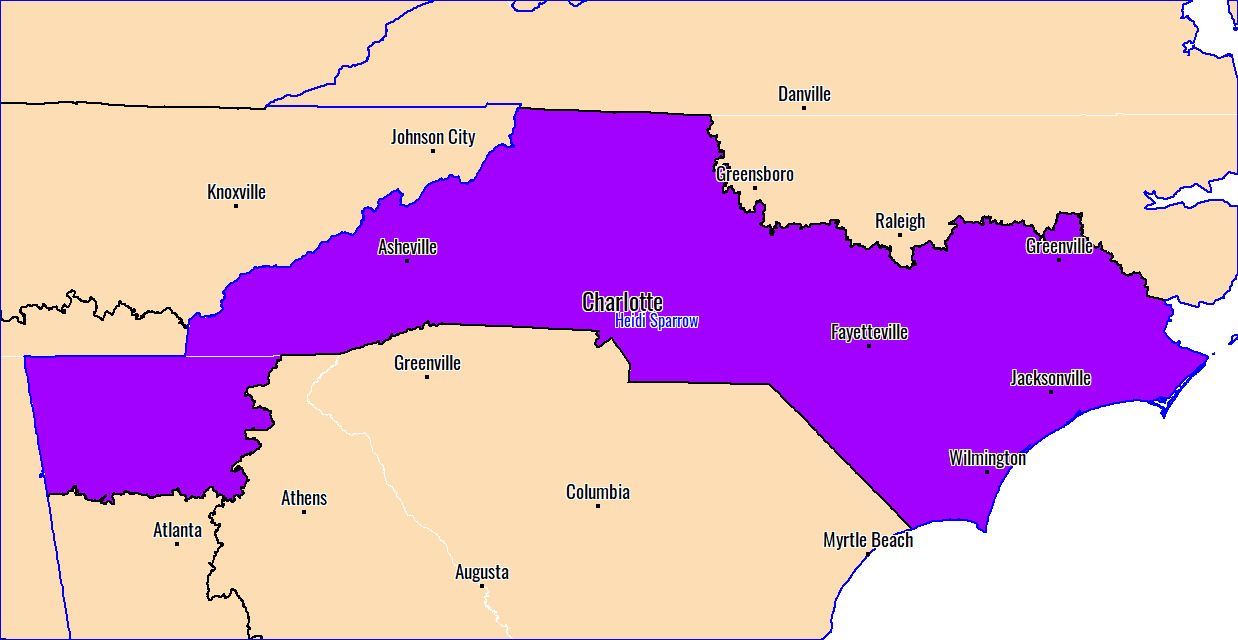 Danville
Johnson City
Greensboro
Knoxville
Raleigh
Asheville
Greenville
Charlotte
Heidi Sparrow
Fayetteville
Greenville
Jacksonville
Wilmington
Columbia
Athens
Atlanta
Myrtle Beach
Augusta